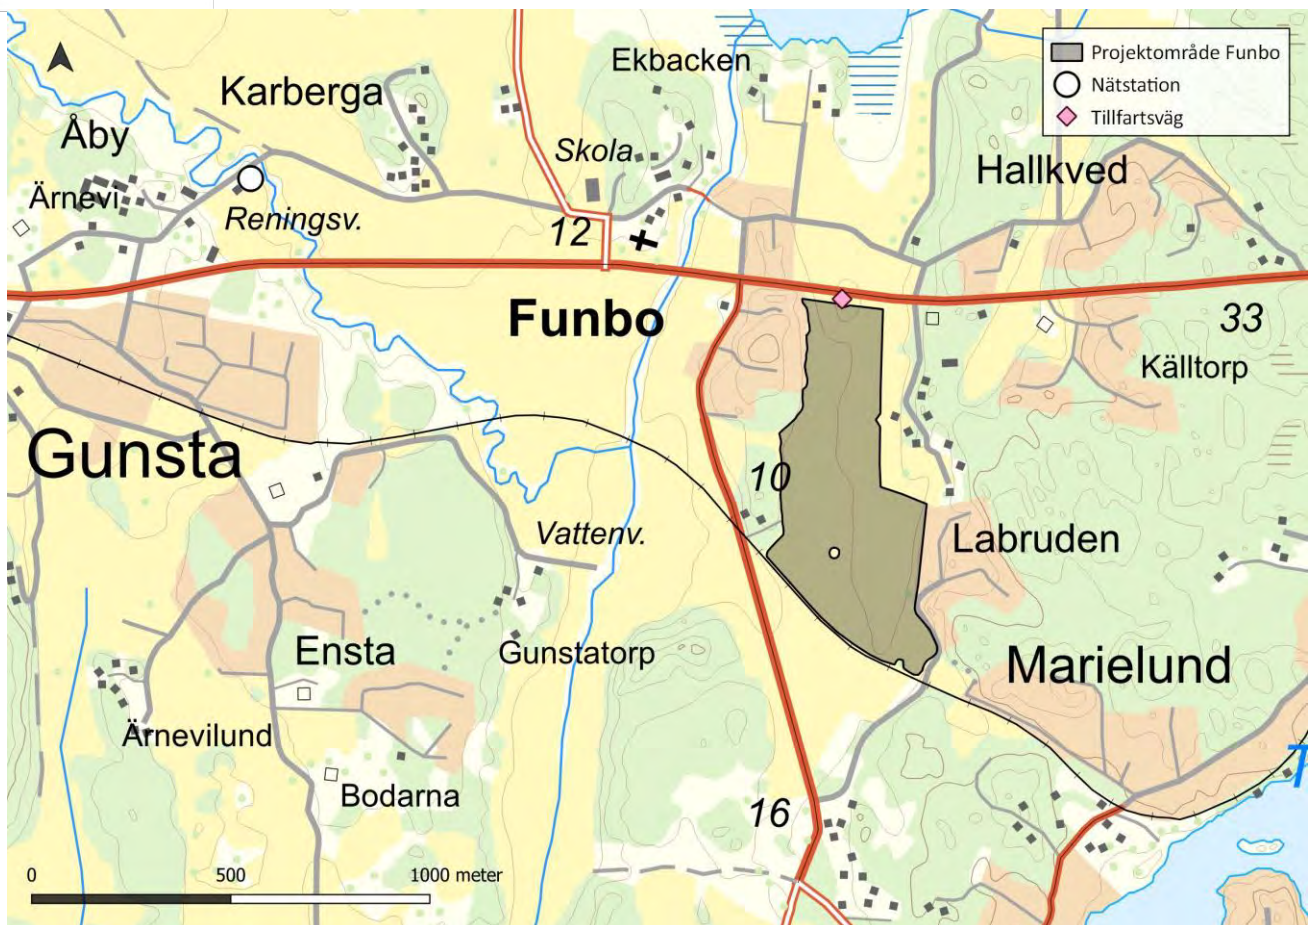 Ekbacken
Projektområde Funbo
Nätstation
Tillfartsväg
Karberga
Åby
Skola
Hallkved
Ärnevi
Reningsv.
12
Funbo
33
Källtorp
Gunsta
10
Vattenv.
Labruden
Ensta
Gunstatorp
Marielund
Ärnevilund
Bodarna
16
0 500 1000 meter